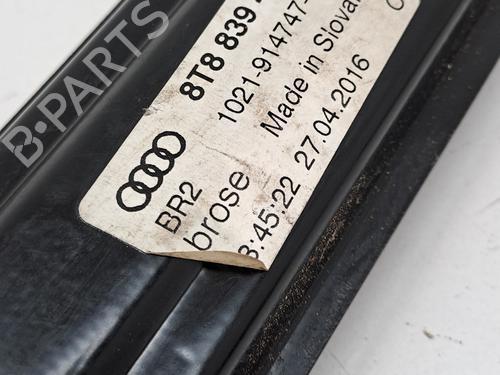 8T8 839
1021-914747-
Made in Slova
27.04.2016
BR2
brose
3:45:22
B-PARTS